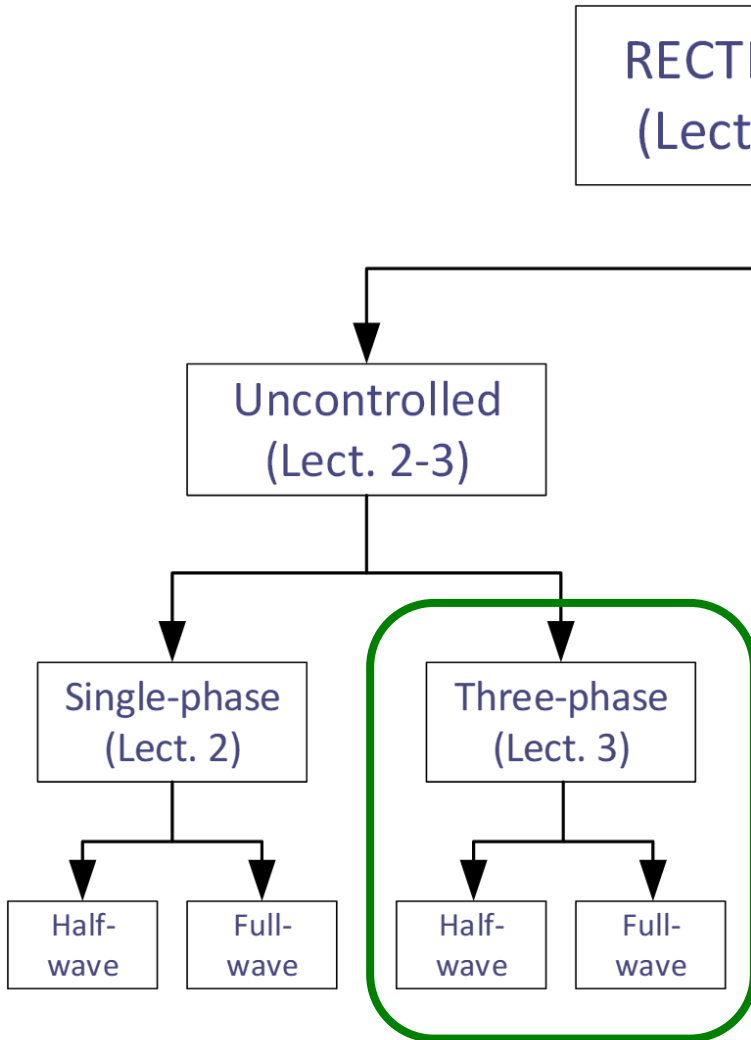 RECTI
(Lect
Uncontrolled
(Lect. 2-3)
Single-phase
(Lect. 2)
Three-phase
(Lect. 3)
Half-
wave
Full-
wave
Half-
wave
Full-
wave